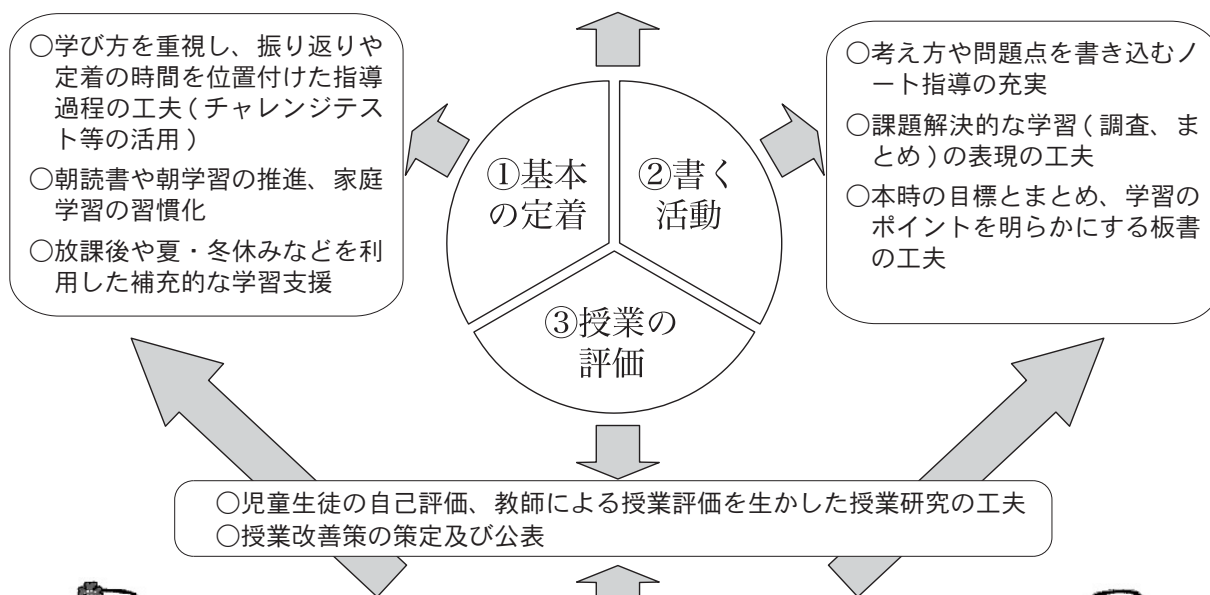 ○学び方を重視し、振り返りや
定着の時間を位置付けた指導
過程の工夫(チャレンジテス
ト等の活用)
○朝読書や朝学習の推進、家庭
学習の習慣化
○放課後や夏・冬休みなどを利
用した補充的な学習支援
①基本
の定着
②書く
活動
③授業の
評価
○考え方や問題点を書き込むノ
ート指導の充実
○課題解決的な学習(調査、ま
とめ)の表現の工夫
○本時の目標とまとめ、学習の
ポイントを明らかにする板書
の工夫
○児童生徒の自己評価、教師による授業評価を生かした授業研究の工夫
○授業改善策の策定及び公表